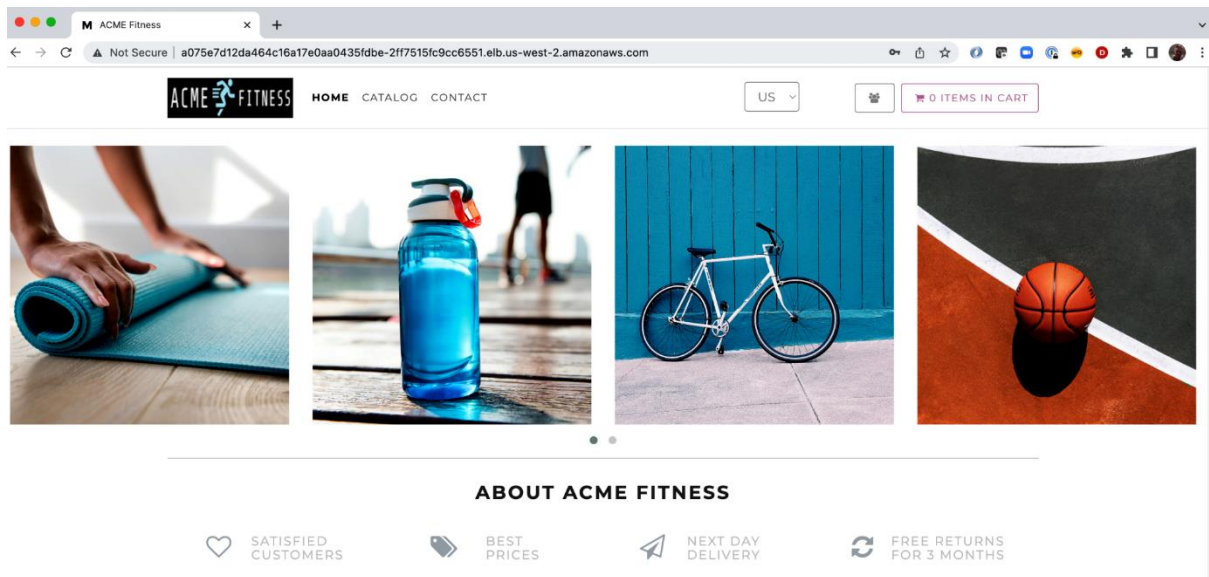 M ACME Fitness
Not Secure | a075e7d12da464c16a17e0aa0435fdbe-2ff7515fc9cc6551.elb.us-west-2.amazonaws.com
ACME FITNESS HOME CATALOG CONTACT US 0 ITEMS IN CART
ABOUT ACME FITNESS
SATISFIED
CUSTOMERS
BEST
PRICES
NEXT DAY
DELIVERY
FREE RETURNS
FOR 3 MONTHS